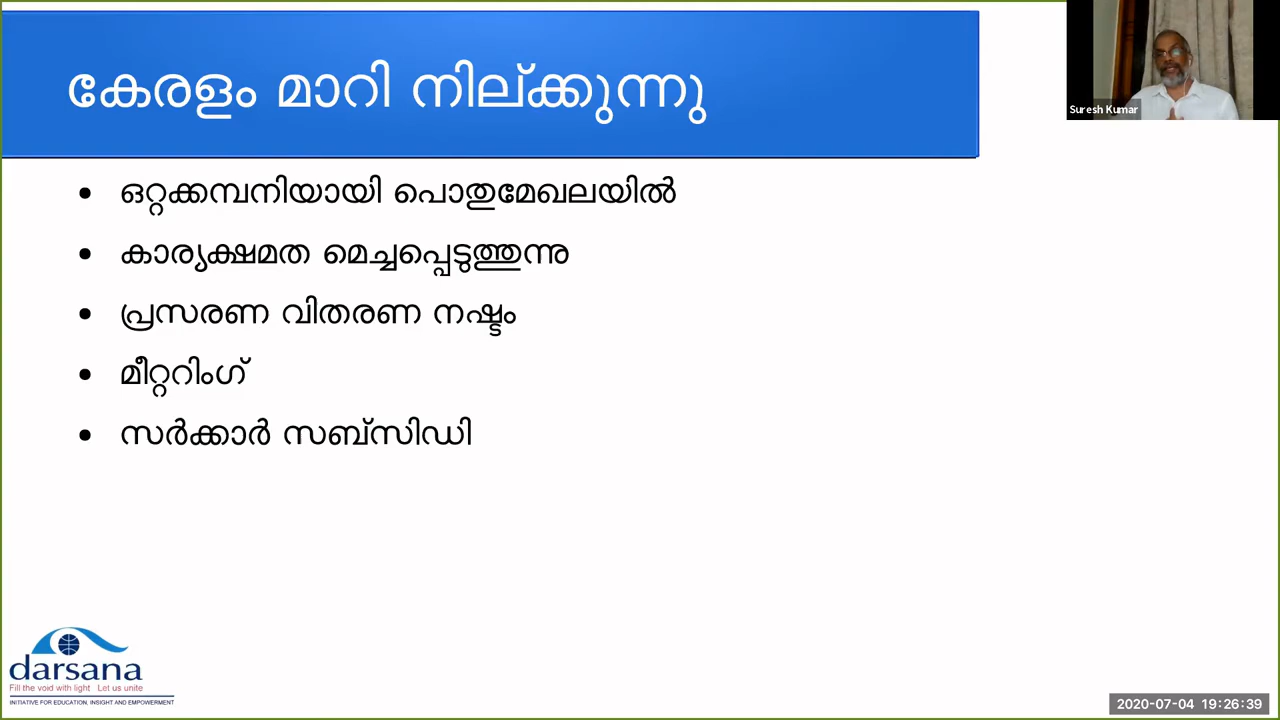 കേരളം മാറി നില്ക്കുന്നു
Suresh Kumar
• ഒറ്റക്കമ്പനിയായി പൊതുമേഖലയിൽ
• കാര്യക്ഷമത മെച്ചപ്പെടുത്തുന്നു
• പ്രസരണ വിതരണ നഷ്ടം
• മീറ്ററിംഗ്
• സർക്കാർ സബ്സിഡി
darsana
Fill the void with light Let us unite
INITIATIVE FOR EDUCATION, INSIGHT AND EMPOWERMENT
2020-07-04 19:26:39